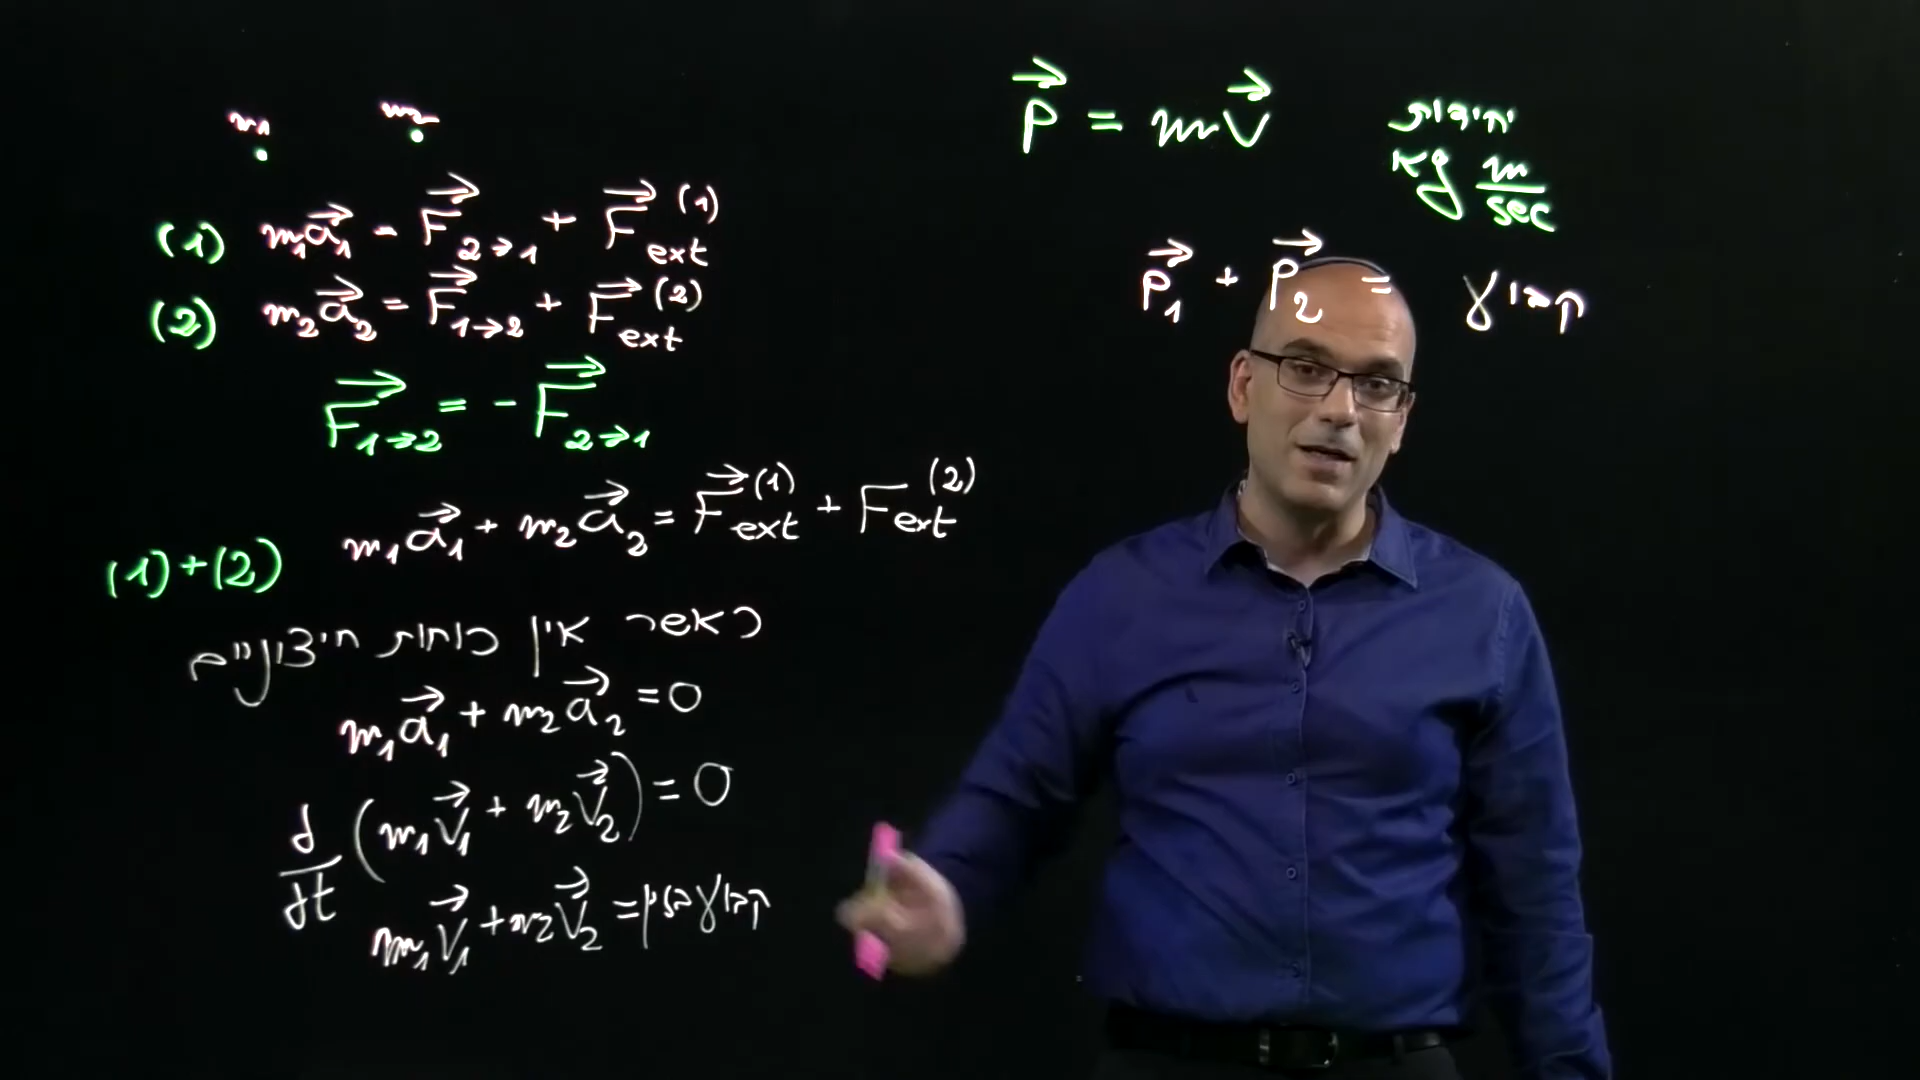 m₁ m₂
(1) m₁a⃗₁ = F⃗₂→₁ + F⃗ext⁽¹⁾
(2) m₂a⃗₂ = F⃗₁→₂ + F⃗ext⁽²⁾
F⃗₁→₂ = - F⃗₂→₁
(1)+(2) m₁a⃗₁ + m₂a⃗₂ = F⃗ext⁽¹⁾ + Fext⁽²⁾
כאשר אין כוחות חיצוניים
m₁a⃗₁ + m₂a⃗₂ = 0
d/dt (m₁v⃗₁ + m₂v⃗₂) = 0
m₁v⃗₁ + m₂v⃗₂ = קבוע בזמן
p⃗ = mv⃗
יחידות
kg m/sec
p⃗₁ + p⃗₂ = קבוע